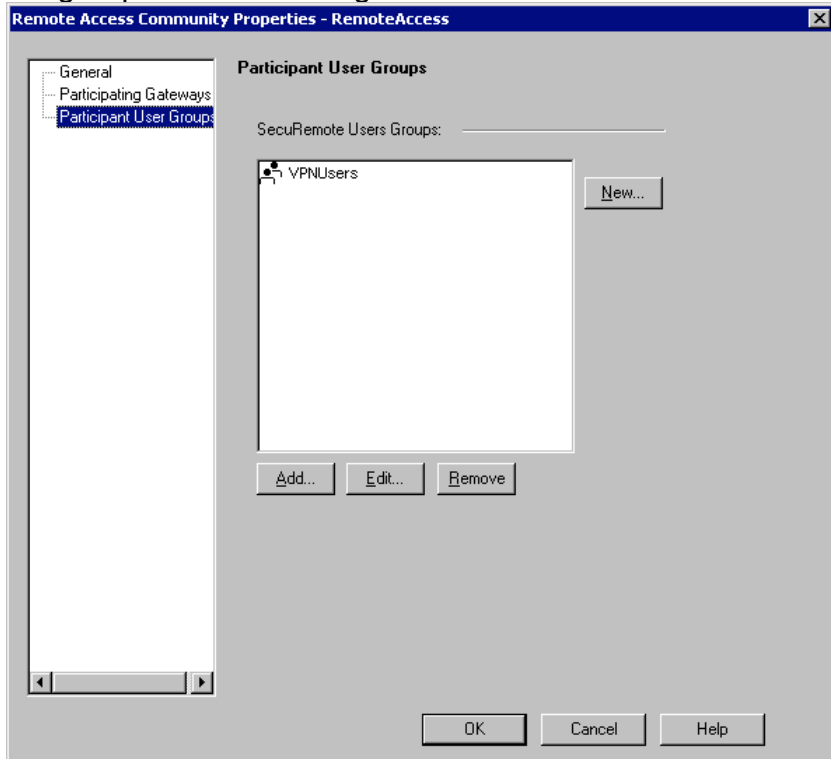 Remote Access Community Properties - RemoteAccess
General
Participating Gateways
Participant User Groups
Participant User Groups
SecuRemote Users Groups:
VPNUsers
New...
Add...
Edit...
Remove
OK
Cancel
Help